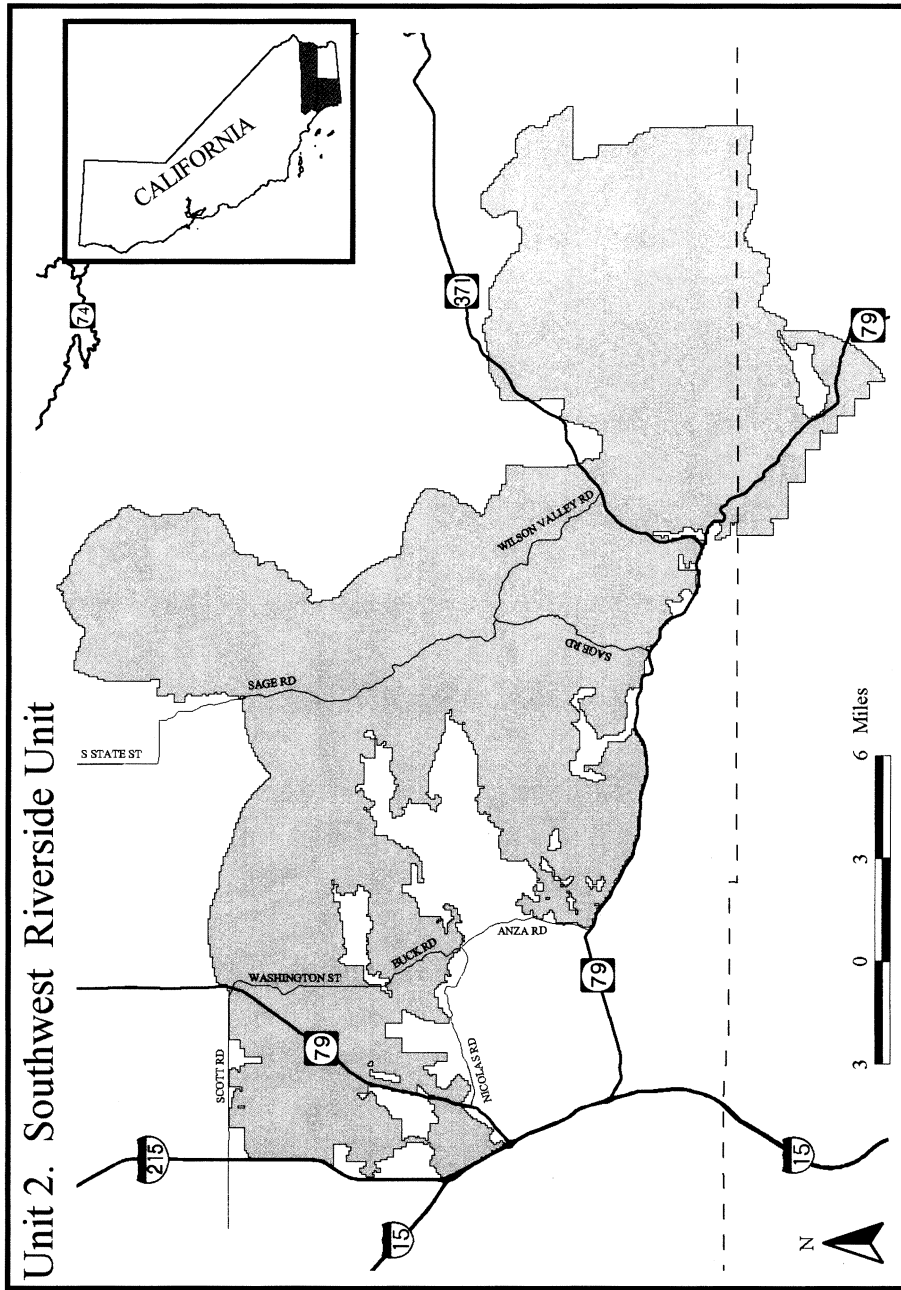 Unit 2. Southwest Riverside Unit
CALIFORNIA
74
S STATE ST
371
215
SCOTT RD
WASHINGTON ST
SAGE RD
79
BUCK RD
WILSON VALLEY RD
15
NICOLAS RD
ANZA RD
SAGE RD
79
79
15
N
3
0
3
6
Miles